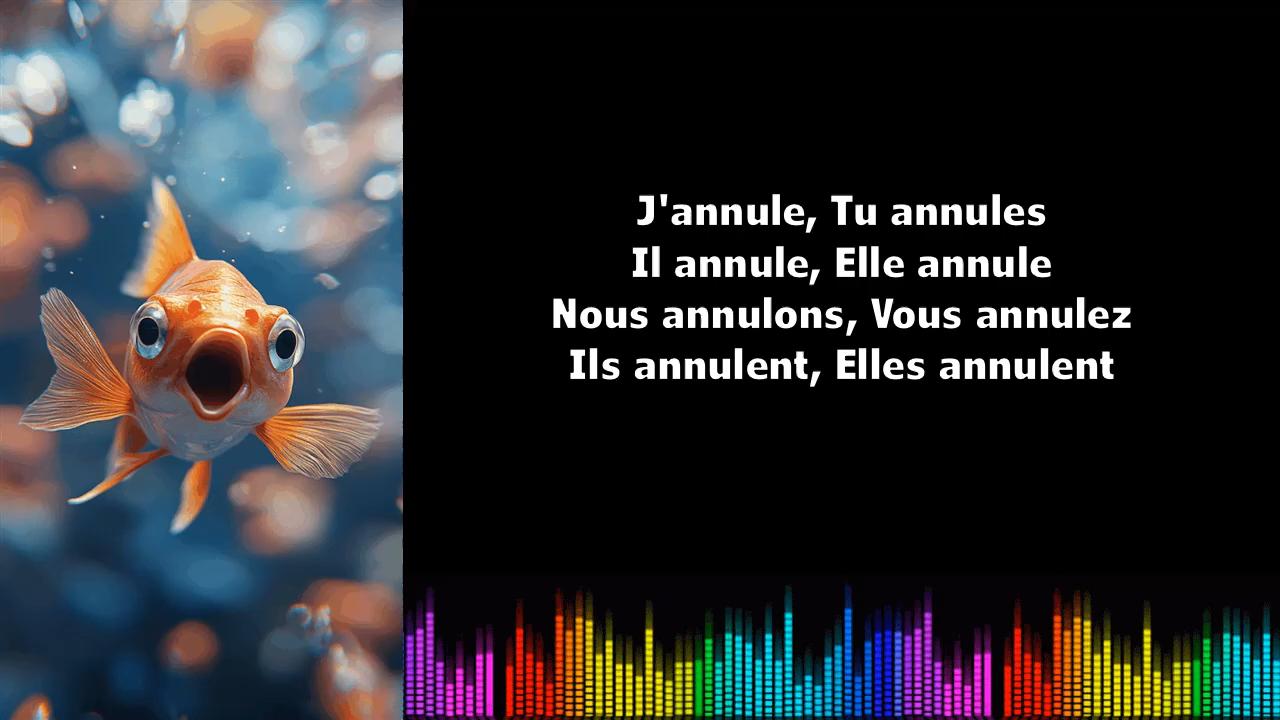 J'annule, Tu annules
Il annule, Elle annule
Nous annulons, Vous annulez
Ils annulent, Elles annulent